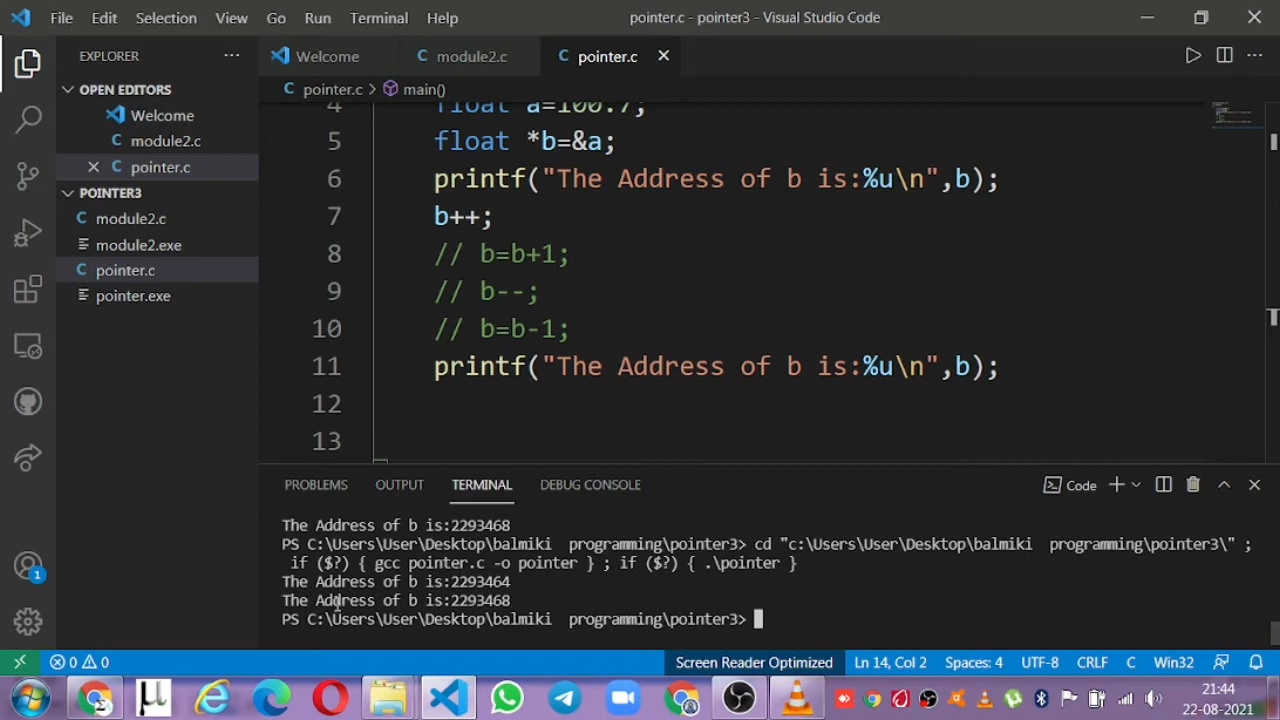 File Edit Selection View Go Run Terminal Help pointer.c - pointer3 - Visual Studio Code
EXPLORER
Welcome module2.c pointer.c
OPEN EDITORS
Welcome
module2.c
pointer.c
POINTER3
module2.c
module2.exe
pointer.c
pointer.exe
pointer.c > main()
4 float a=100.7;
5 float *b=&a;
6 printf("The Address of b is:%u\n",b);
7 b++;
8 // b=b+1;
9 // b--;
10 // b=b-1;
11 printf("The Address of b is:%u\n",b);
12
13
PROBLEMS OUTPUT TERMINAL DEBUG CONSOLE Code
The Address of b is:2293468
PS C:\Users\User\Desktop\balmiki  programming\pointer3> cd "c:\Users\User\Desktop\balmiki  programming\pointer3\" ;
if ($?) { gcc pointer.c -o pointer } ; if ($?) { .\pointer }
The Address of b is:2293464
The Address of b is:2293468
PS C:\Users\User\Desktop\balmiki  programming\pointer3>
1
0 0 Screen Reader Optimized Ln 14, Col 2 Spaces: 4 UTF-8 CRLF C Win32
21:44
22-08-2021